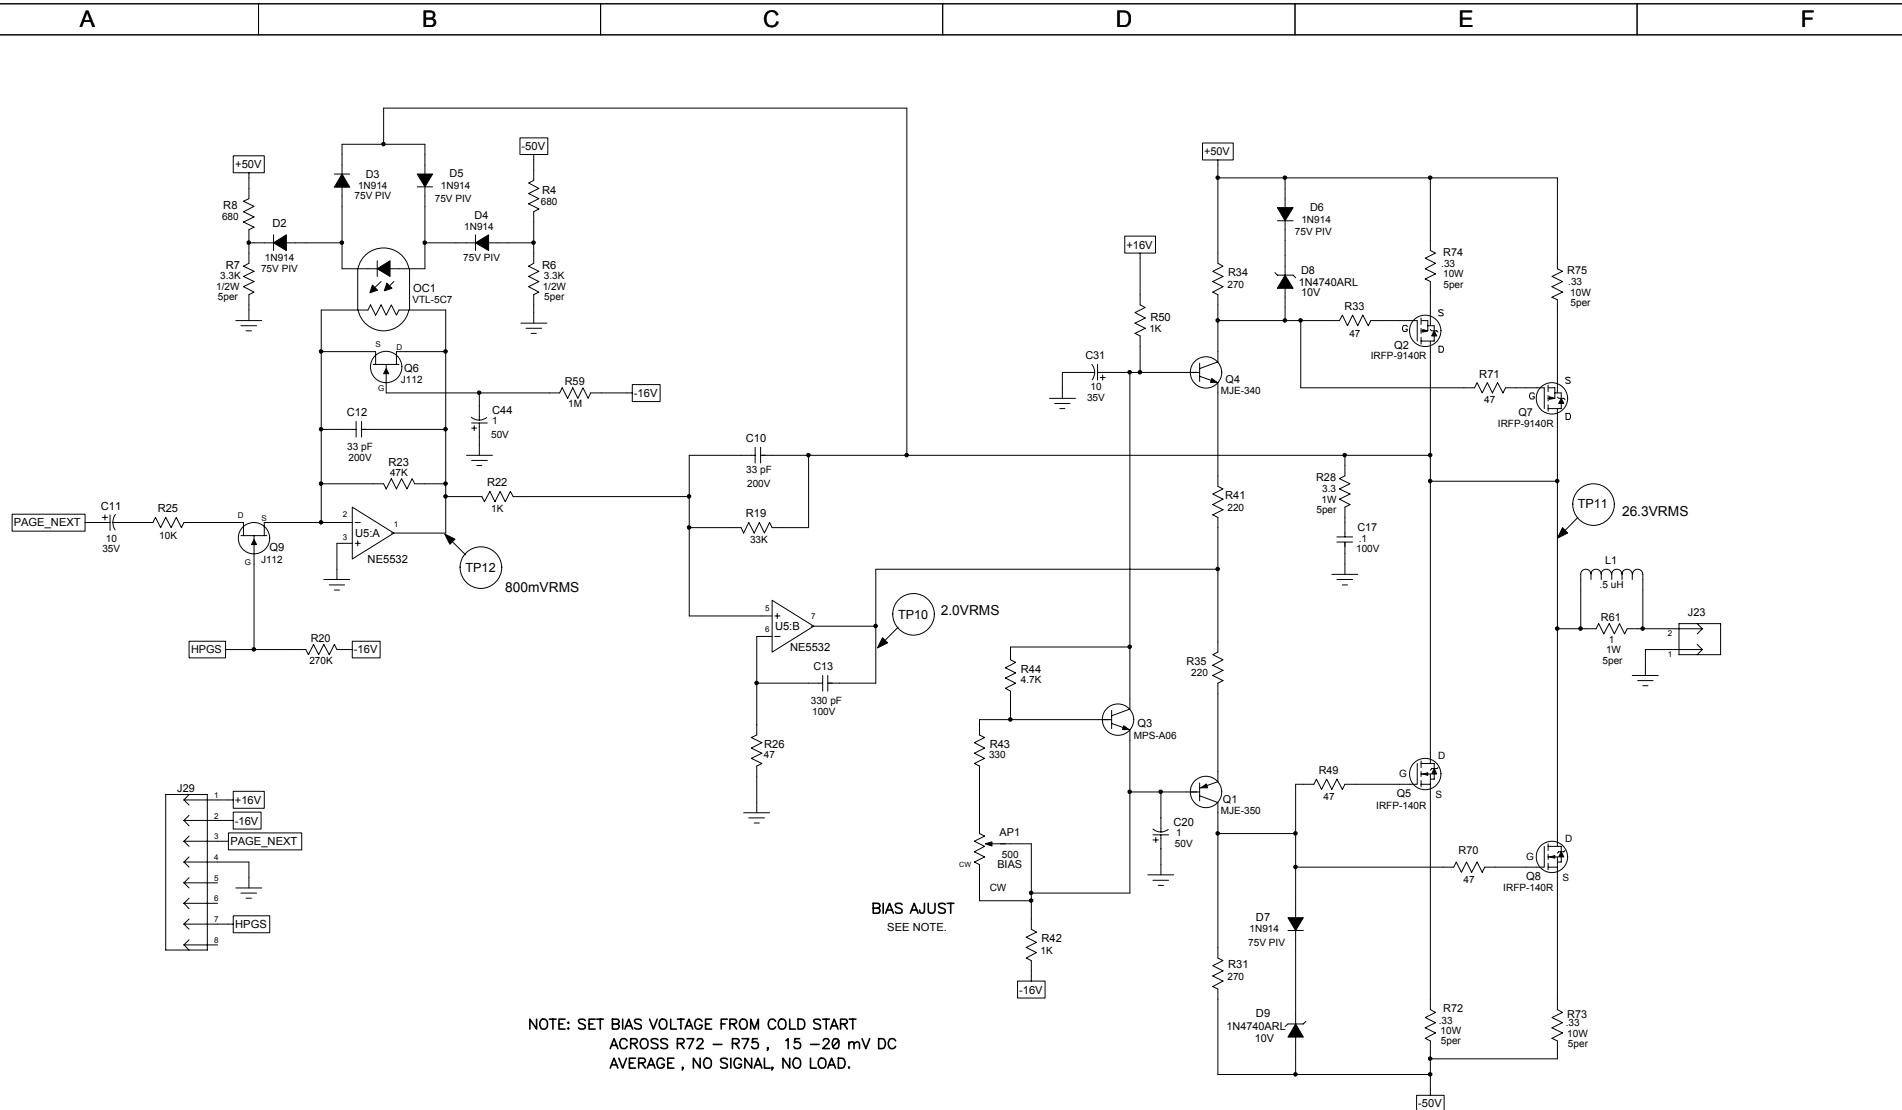 A B C D E F
+50V
R8
680
D2
1N914
75V PIV
R7
3.3K
1/2W
5per
D3
1N914
75V PIV
D5
1N914
75V PIV
D4
1N914
75V PIV
-50V
R4
680
R6
3.3K
1/2W
5per
OC1
VTL-5C7
S D
Q6
J112
G
R59
1M
-16V
C44
1
+
50V
C12
33 pF
200V
R23
47K
R22
1K
PAGE_NEXT
C11
+
10
35V
R25
10K
D S
Q9
J112
G
2 -
3 +
1
U5:A
NE5532
TP12
800mVRMS
HPGS
R20
270K
-16V
C10
33 pF
200V
R19
33K
5 +
6 -
7
U5:B
NE5532
TP10
2.0VRMS
C13
330 pF
100V
R26
47
+50V
+16V
R50
1K
C31
+
10
35V
R34
270
Q4
MJE-340
D6
1N914
75V PIV
D8
1N4740ARL
10V
R33
47
R74
.33
10W
5per
R75
.33
10W
5per
S
G
Q2
D
IRFP-9140R
R71
47
S
G
Q7
D
IRFP-9140R
R41
220
R28
3.3
1W
5per
C17
.1
100V
TP11
26.3VRMS
L1
.5 uH
R61
1
1W
5per
J23
2
1
R35
220
R44
4.7K
Q3
MPS-A06
R43
330
AP1
500
BIAS
CW
CW
BIAS AJUST
SEE NOTE.
R42
1K
-16V
Q1
MJE-350
C20
1
+
50V
R49
47
D
G
Q5
S
IRFP-140R
R70
47
D
G
Q8
S
IRFP-140R
D7
1N914
75V PIV
R31
270
D9
1N4740ARL
10V
R72
.33
10W
5per
R73
.33
10W
5per
-50V
J29
1 +16V
2 -16V
3 PAGE_NEXT
4
5
6
7 HPGS
8
NOTE: SET BIAS VOLTAGE FROM COLD START
ACROSS R72 - R75 , 15 -20 mV DC
AVERAGE , NO SIGNAL, NO LOAD.